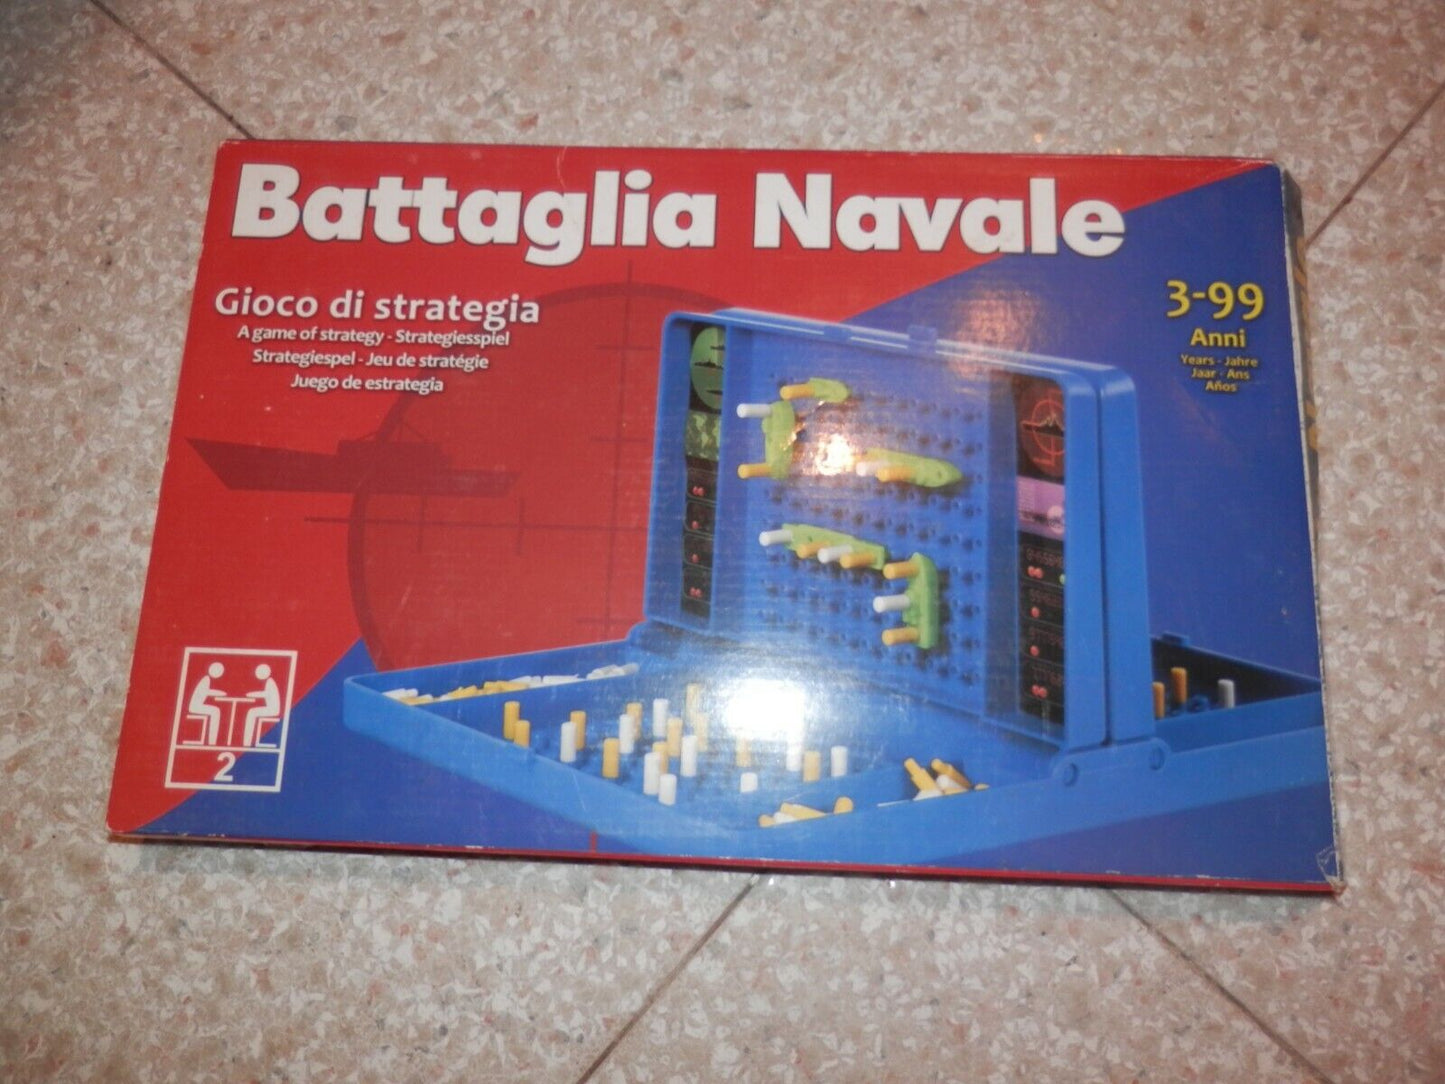 Battaglia Navale
Gioco di strategia
A game of strategy - Strategiesspiel
Strategiespel - Jeu de stratégie
Juego de estrategia
3-99
Anni
Years - Jahre
Jaar - Ans
Años
2